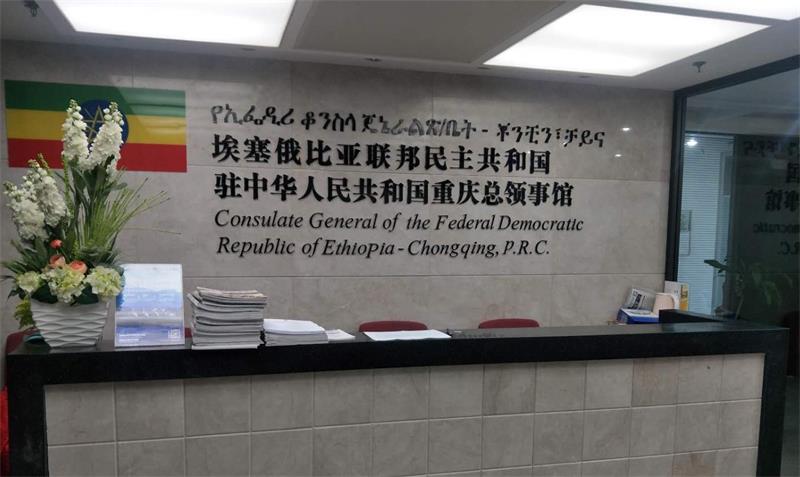 የኢፌዲሪ ቆንስላ ጄኔራል ጽ/ቤት - ቾንቺን፣ ቻይና
埃塞俄比亚联邦民主共和国
驻中华人民共和国重庆总领事馆
Consulate General of the Federal Democratic
Republic of Ethiopia - Chongqing, P.R.C.